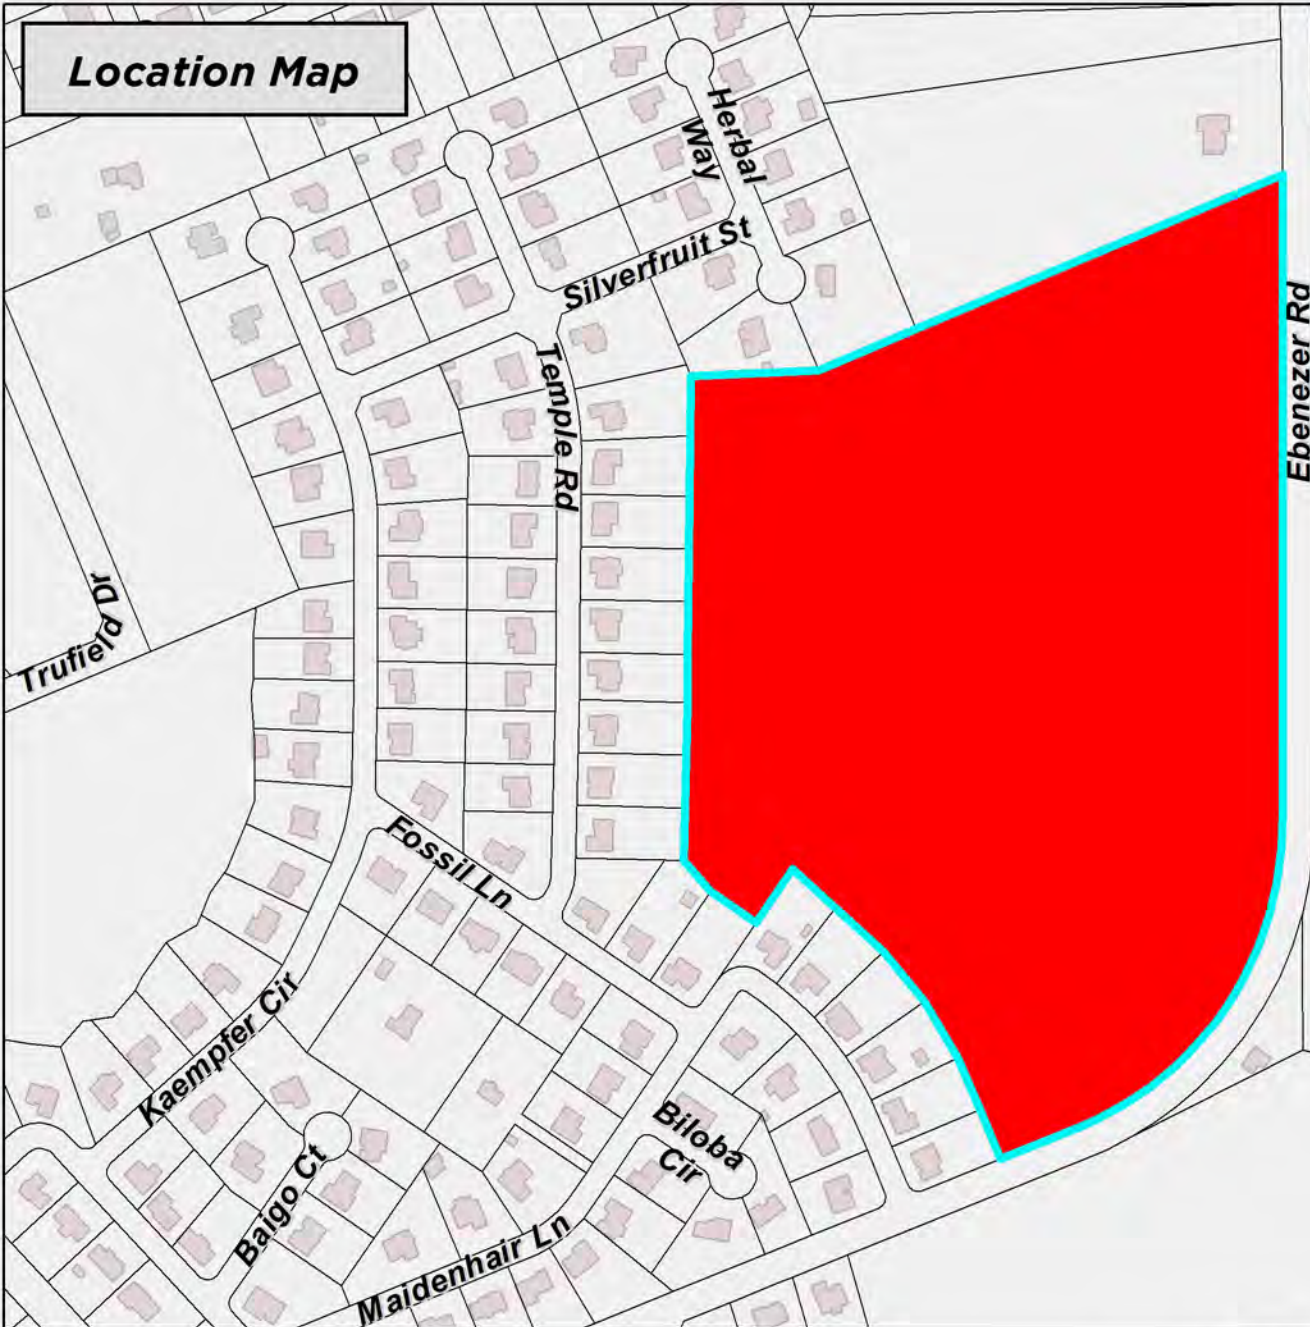 Location Map
Herbal
Way
Silverfruit St
Ebenezer Rd
Temple Rd
Trufield Dr
Fossil Ln
Kaempfer Cir
Biloba
Cir
Baigo Ct
Maidenhair Ln